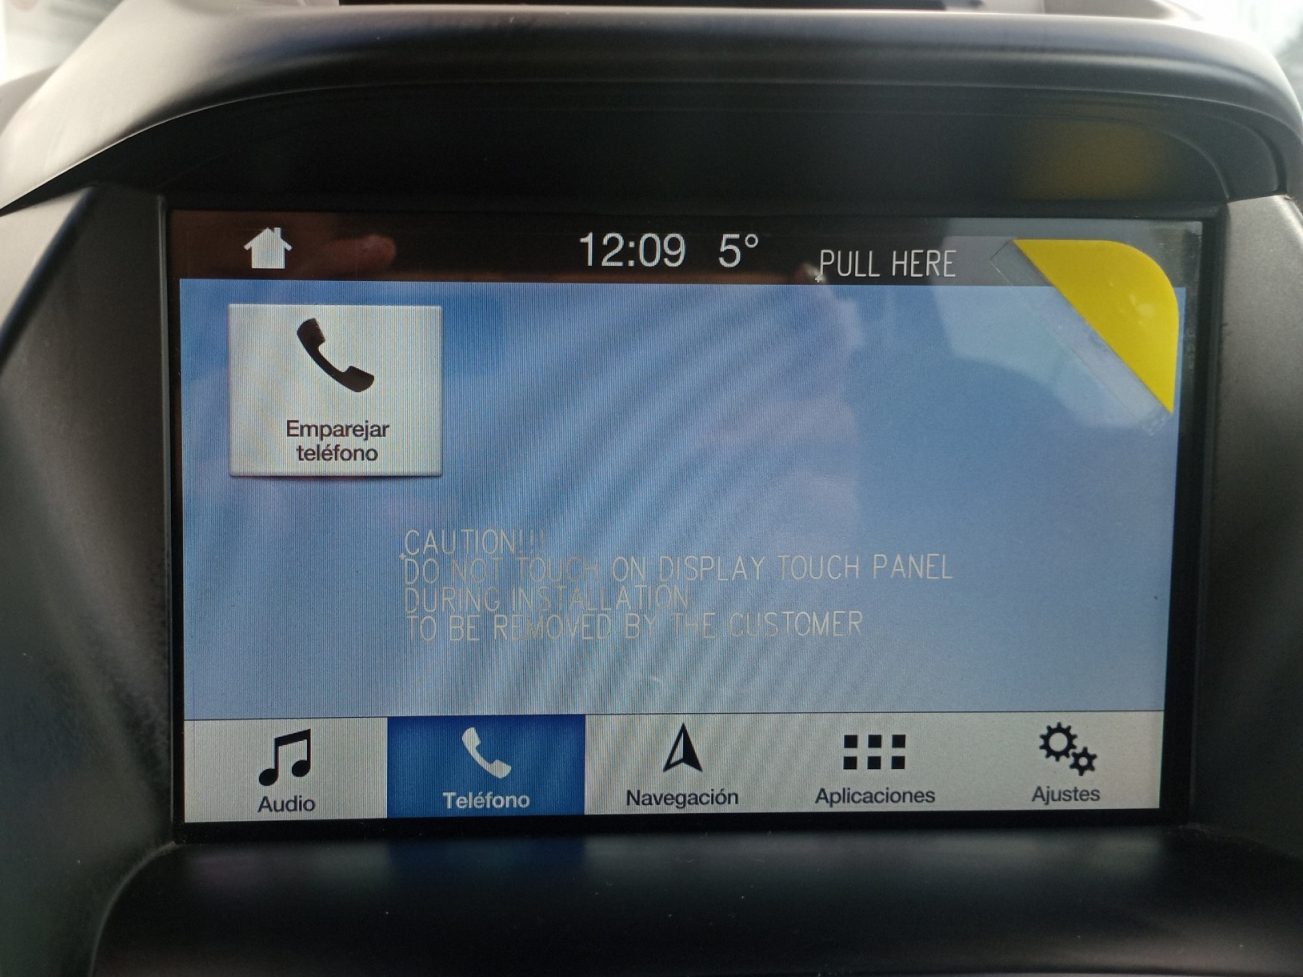 12:09 5°
PULL HERE
Emparejar
teléfono
CAUTION!!!
DO NOT TOUCH ON DISPLAY TOUCH PANEL
DURING INSTALLATION
TO BE REMOVED BY THE CUSTOMER
Audio
Teléfono
Navegación
Aplicaciones
Ajustes